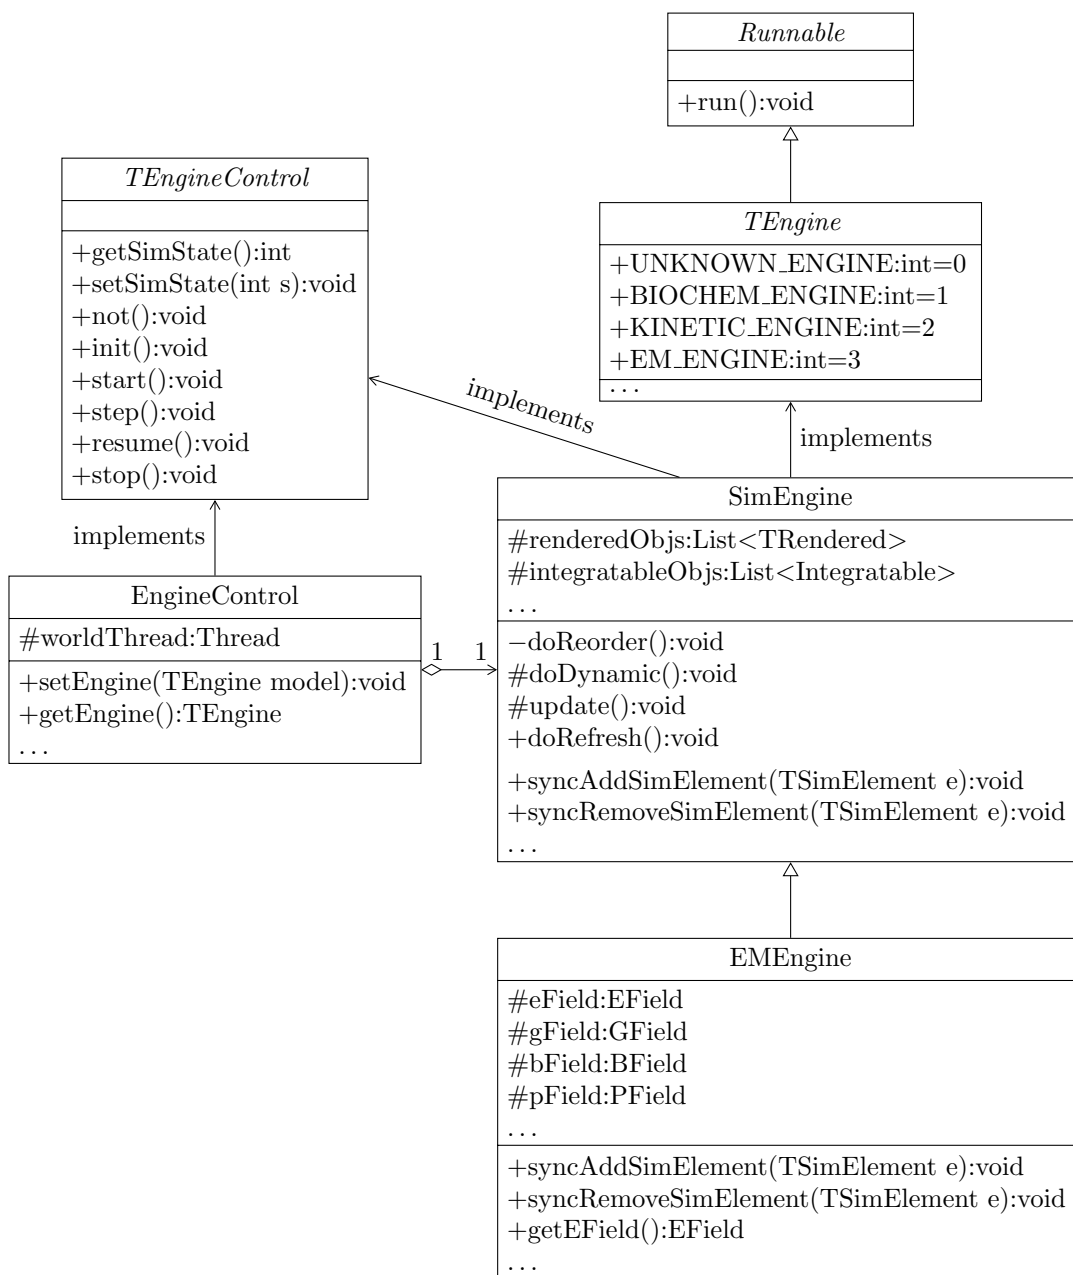 Runnable
+run():void
TEngineControl
+getSimState():int
+setSimState(int s):void
+not():void
+init():void
+start():void
+step():void
+resume():void
+stop():void
TEngine
+UNKNOWN_ENGINE:int=0
+BIOCHEM_ENGINE:int=1
+KINETIC_ENGINE:int=2
+EM_ENGINE:int=3
...
implements
implements
implements
EngineControl
#worldThread:Thread
+setEngine(TEngine model):void
+getEngine():TEngine
...
1
1
SimEngine
#renderedObjs:List<TRendered>
#integratableObjs:List<Integratable>
...
−doReorder():void
#doDynamic():void
#update():void
+doRefresh():void
+syncAddSimElement(TSimElement e):void
+syncRemoveSimElement(TSimElement e):void
...
EMEngine
#eField:EField
#gField:GField
#bField:BField
#pField:PField
...
+syncAddSimElement(TSimElement e):void
+syncRemoveSimElement(TSimElement e):void
+getEField():EField
...